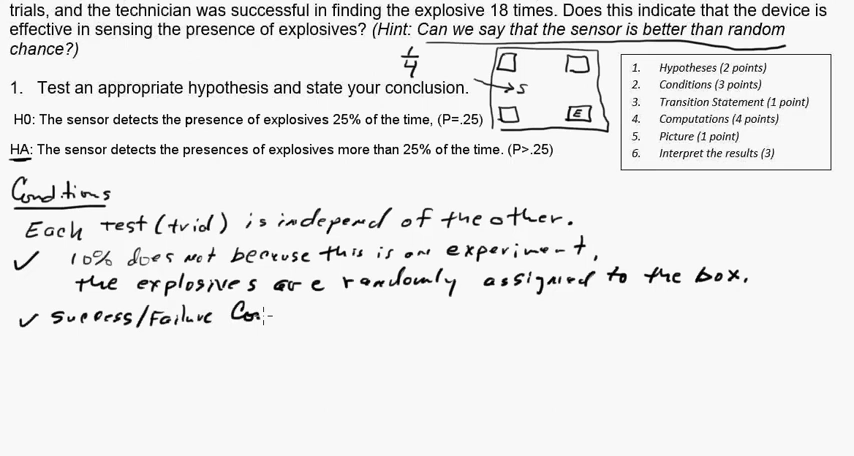 trials, and the technician was successful in finding the explosive 18 times. Does this indicate that the device is
effective in sensing the presence of explosives? (Hint: Can we say that the sensor is better than random
chance?)
1/4
1. Test an appropriate hypothesis and state your conclusion.
S
E
H0: The sensor detects the presence of explosives 25% of the time, (P=.25)
HA: The sensor detects the presences of explosives more than 25% of the time. (P>.25)
1. Hypotheses (2 points)
2. Conditions (3 points)
3. Transition Statement (1 point)
4. Computations (4 points)
5. Picture (1 point)
6. Interpret the results (3)
Conditions
Each test (trial) is independ of the other.
✓ 10% does not because this is an experiment,
the explosives are randomly assigned to the box.
✓ Success/Failure Con